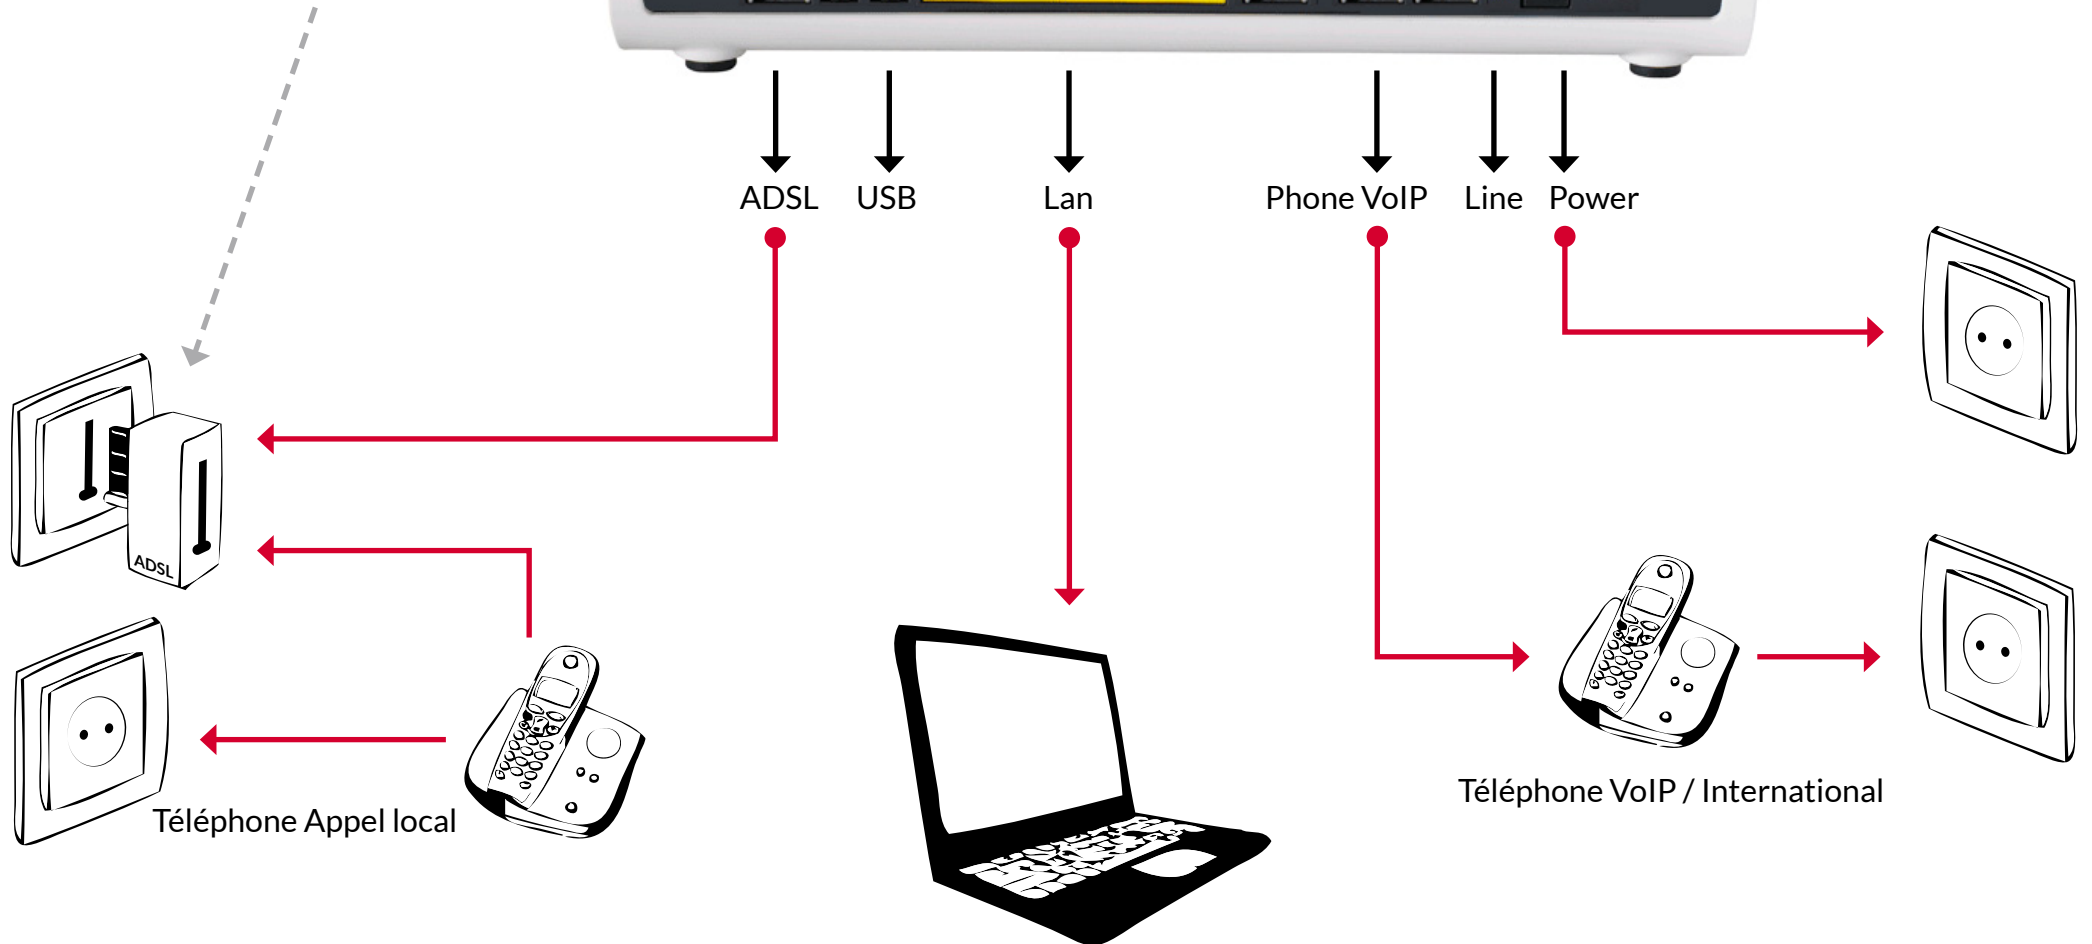 ADSL USB Lan Phone VoIP Line Power
ADSL
Téléphone VoIP / International
Téléphone Appel local